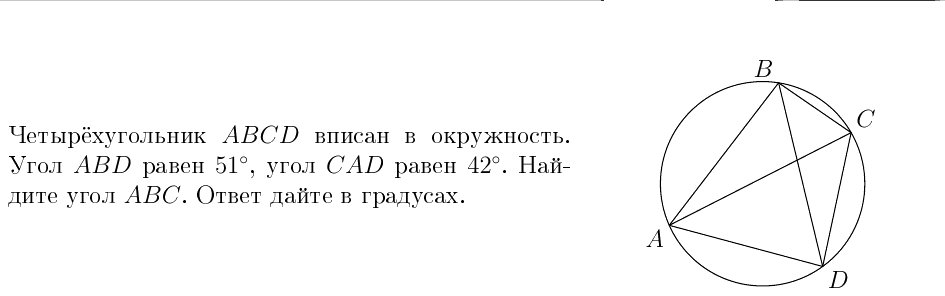 Четырёхугольник ABCD вписан в окружность.
Угол ABD равен 51°, угол CAD равен 42°. Най-
дите угол ABC. Ответ дайте в градусах.
B
C
A
D